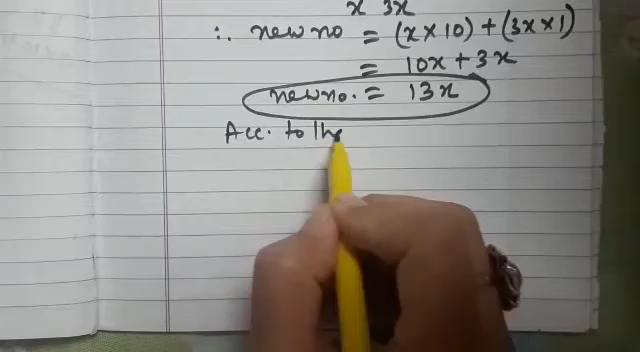 x 3x
∴ new no = (x × 10) + (3x × 1)
= 10x + 3x
new no. = 13x
Acc. to the